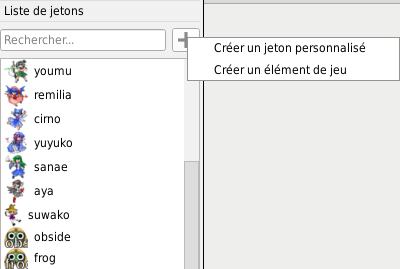 Liste de jetons
Rechercher...
Créer un jeton personnalisé
Créer un élément de jeu
youmu
remilia
cirno
yuyuko
sanae
aya
suwako
obside
frog